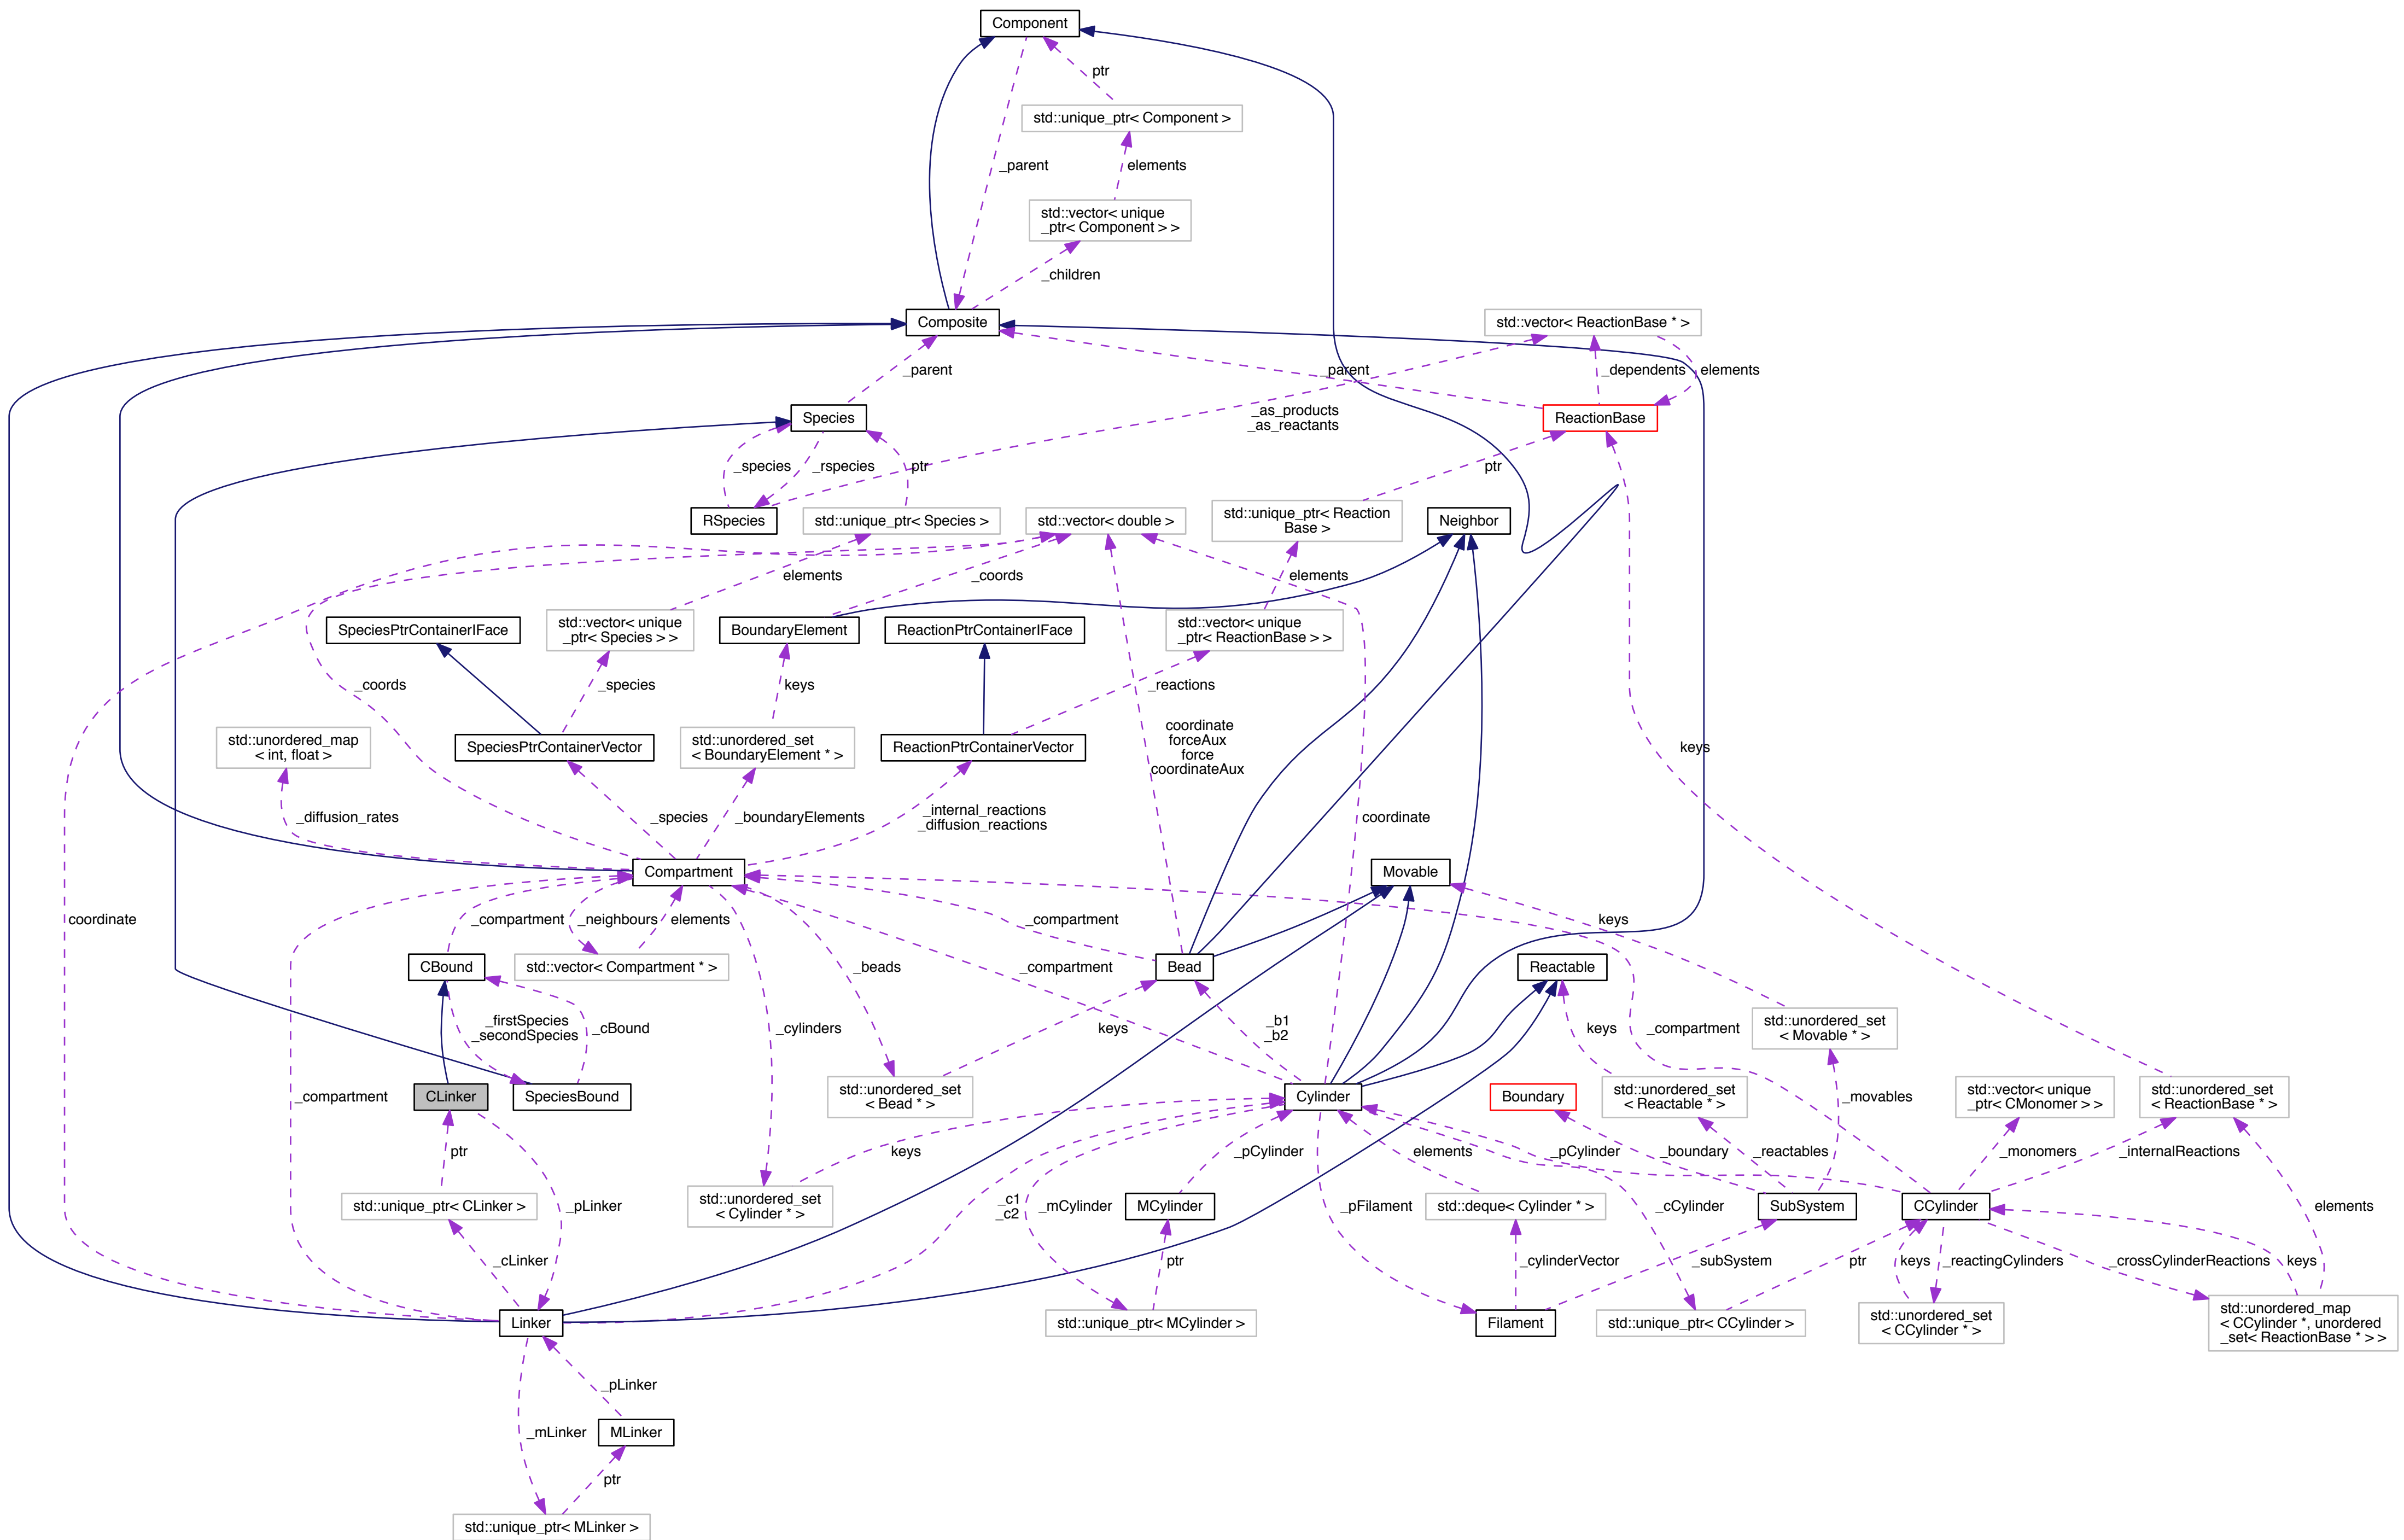 Component
ptr
std::unique_ptr< Component >
_parent
elements
std::vector< unique
_ptr< Component > >
_children
Composite
std::vector< ReactionBase * >
_parent
_parent
_dependents
elements
Species
_as_products
_as_reactants
ReactionBase
_species
_rspecies
ptr
ptr
RSpecies
std::unique_ptr< Species >
std::vector< double >
std::unique_ptr< Reaction
Base >
Neighbor
elements
_coords
elements
SpeciesPtrContainerIFace
std::vector< unique
_ptr< Species > >
BoundaryElement
ReactionPtrContainerIFace
std::vector< unique
_ptr< ReactionBase > >
_coords
_species
keys
_reactions
std::unordered_map
< int, float >
SpeciesPtrContainerVector
std::unordered_set
< BoundaryElement * >
ReactionPtrContainerVector
coordinate
forceAux
force
coordinateAux
keys
_diffusion_rates
_species
_boundaryElements
_internal_reactions
_diffusion_reactions
coordinate
Compartment
Movable
coordinate
_compartment
_neighbours
elements
_compartment
keys
CBound
std::vector< Compartment * >
_beads
_compartment
Bead
Reactable
_firstSpecies
_secondSpecies
_cBound
_cylinders
keys
_b1
_b2
keys
_compartment
std::unordered_set
< Movable * >
_compartment
CLinker
SpeciesBound
std::unordered_set
< Bead * >
Cylinder
Boundary
std::unordered_set
< Reactable * >
_movables
std::vector< unique
_ptr< CMonomer > >
std::unordered_set
< ReactionBase * >
ptr
keys
_pCylinder
elements
_pCylinder
_boundary
_reactables
_monomers
_internalReactions
std::unique_ptr< CLinker >
_pLinker
std::unordered_set
< Cylinder * >
_c1
_c2
_mCylinder
MCylinder
_pFilament
std::deque< Cylinder * >
_cCylinder
SubSystem
CCylinder
elements
_cLinker
ptr
_cylinderVector
_subSystem
ptr
keys
_reactingCylinders
_crossCylinderReactions
keys
Linker
std::unique_ptr< MCylinder >
Filament
std::unique_ptr< CCylinder >
std::unordered_set
< CCylinder * >
std::unordered_map
< CCylinder *, unordered
_set< ReactionBase * > >
_pLinker
_mLinker
MLinker
ptr
std::unique_ptr< MLinker >